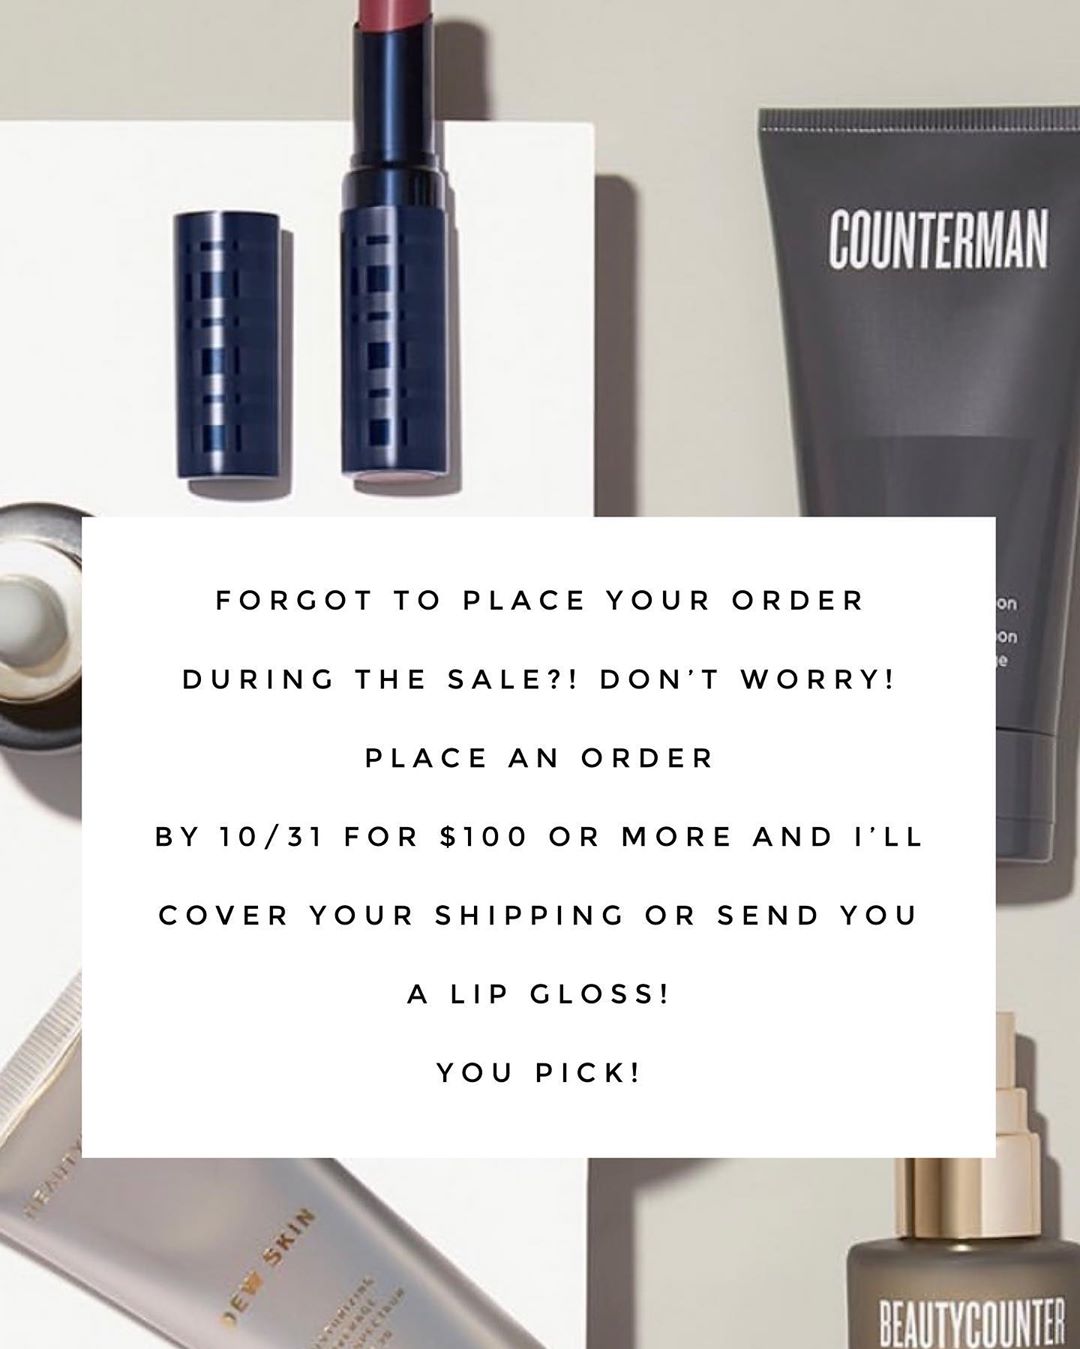 COUNTERMAN
FORGOT TO PLACE YOUR ORDER
DURING THE SALE?! DON'T WORRY!
PLACE AN ORDER
BY 10/31 FOR $100 OR MORE AND I'LL
COVER YOUR SHIPPING OR SEND YOU
A LIP GLOSS!
YOU PICK!
DEW SKIN
BEAUTYCOUNTER